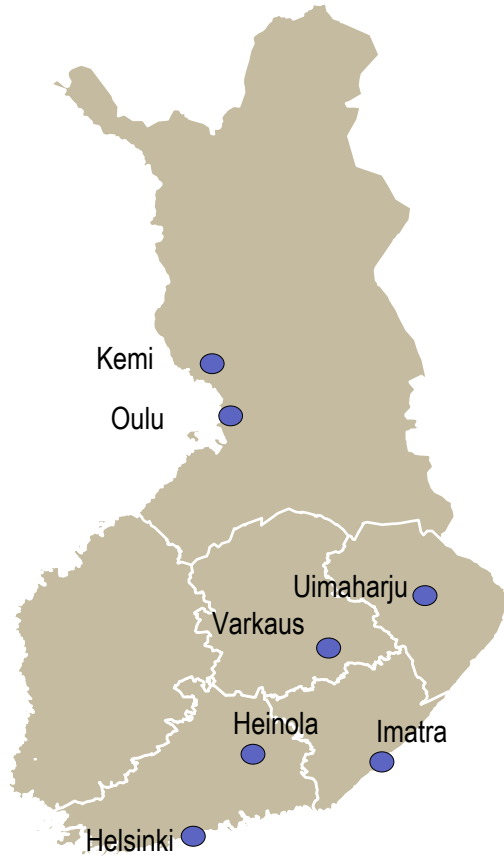 Kemi
Oulu
Uimaharju
Varkaus
Heinola
Imatra
Helsinki